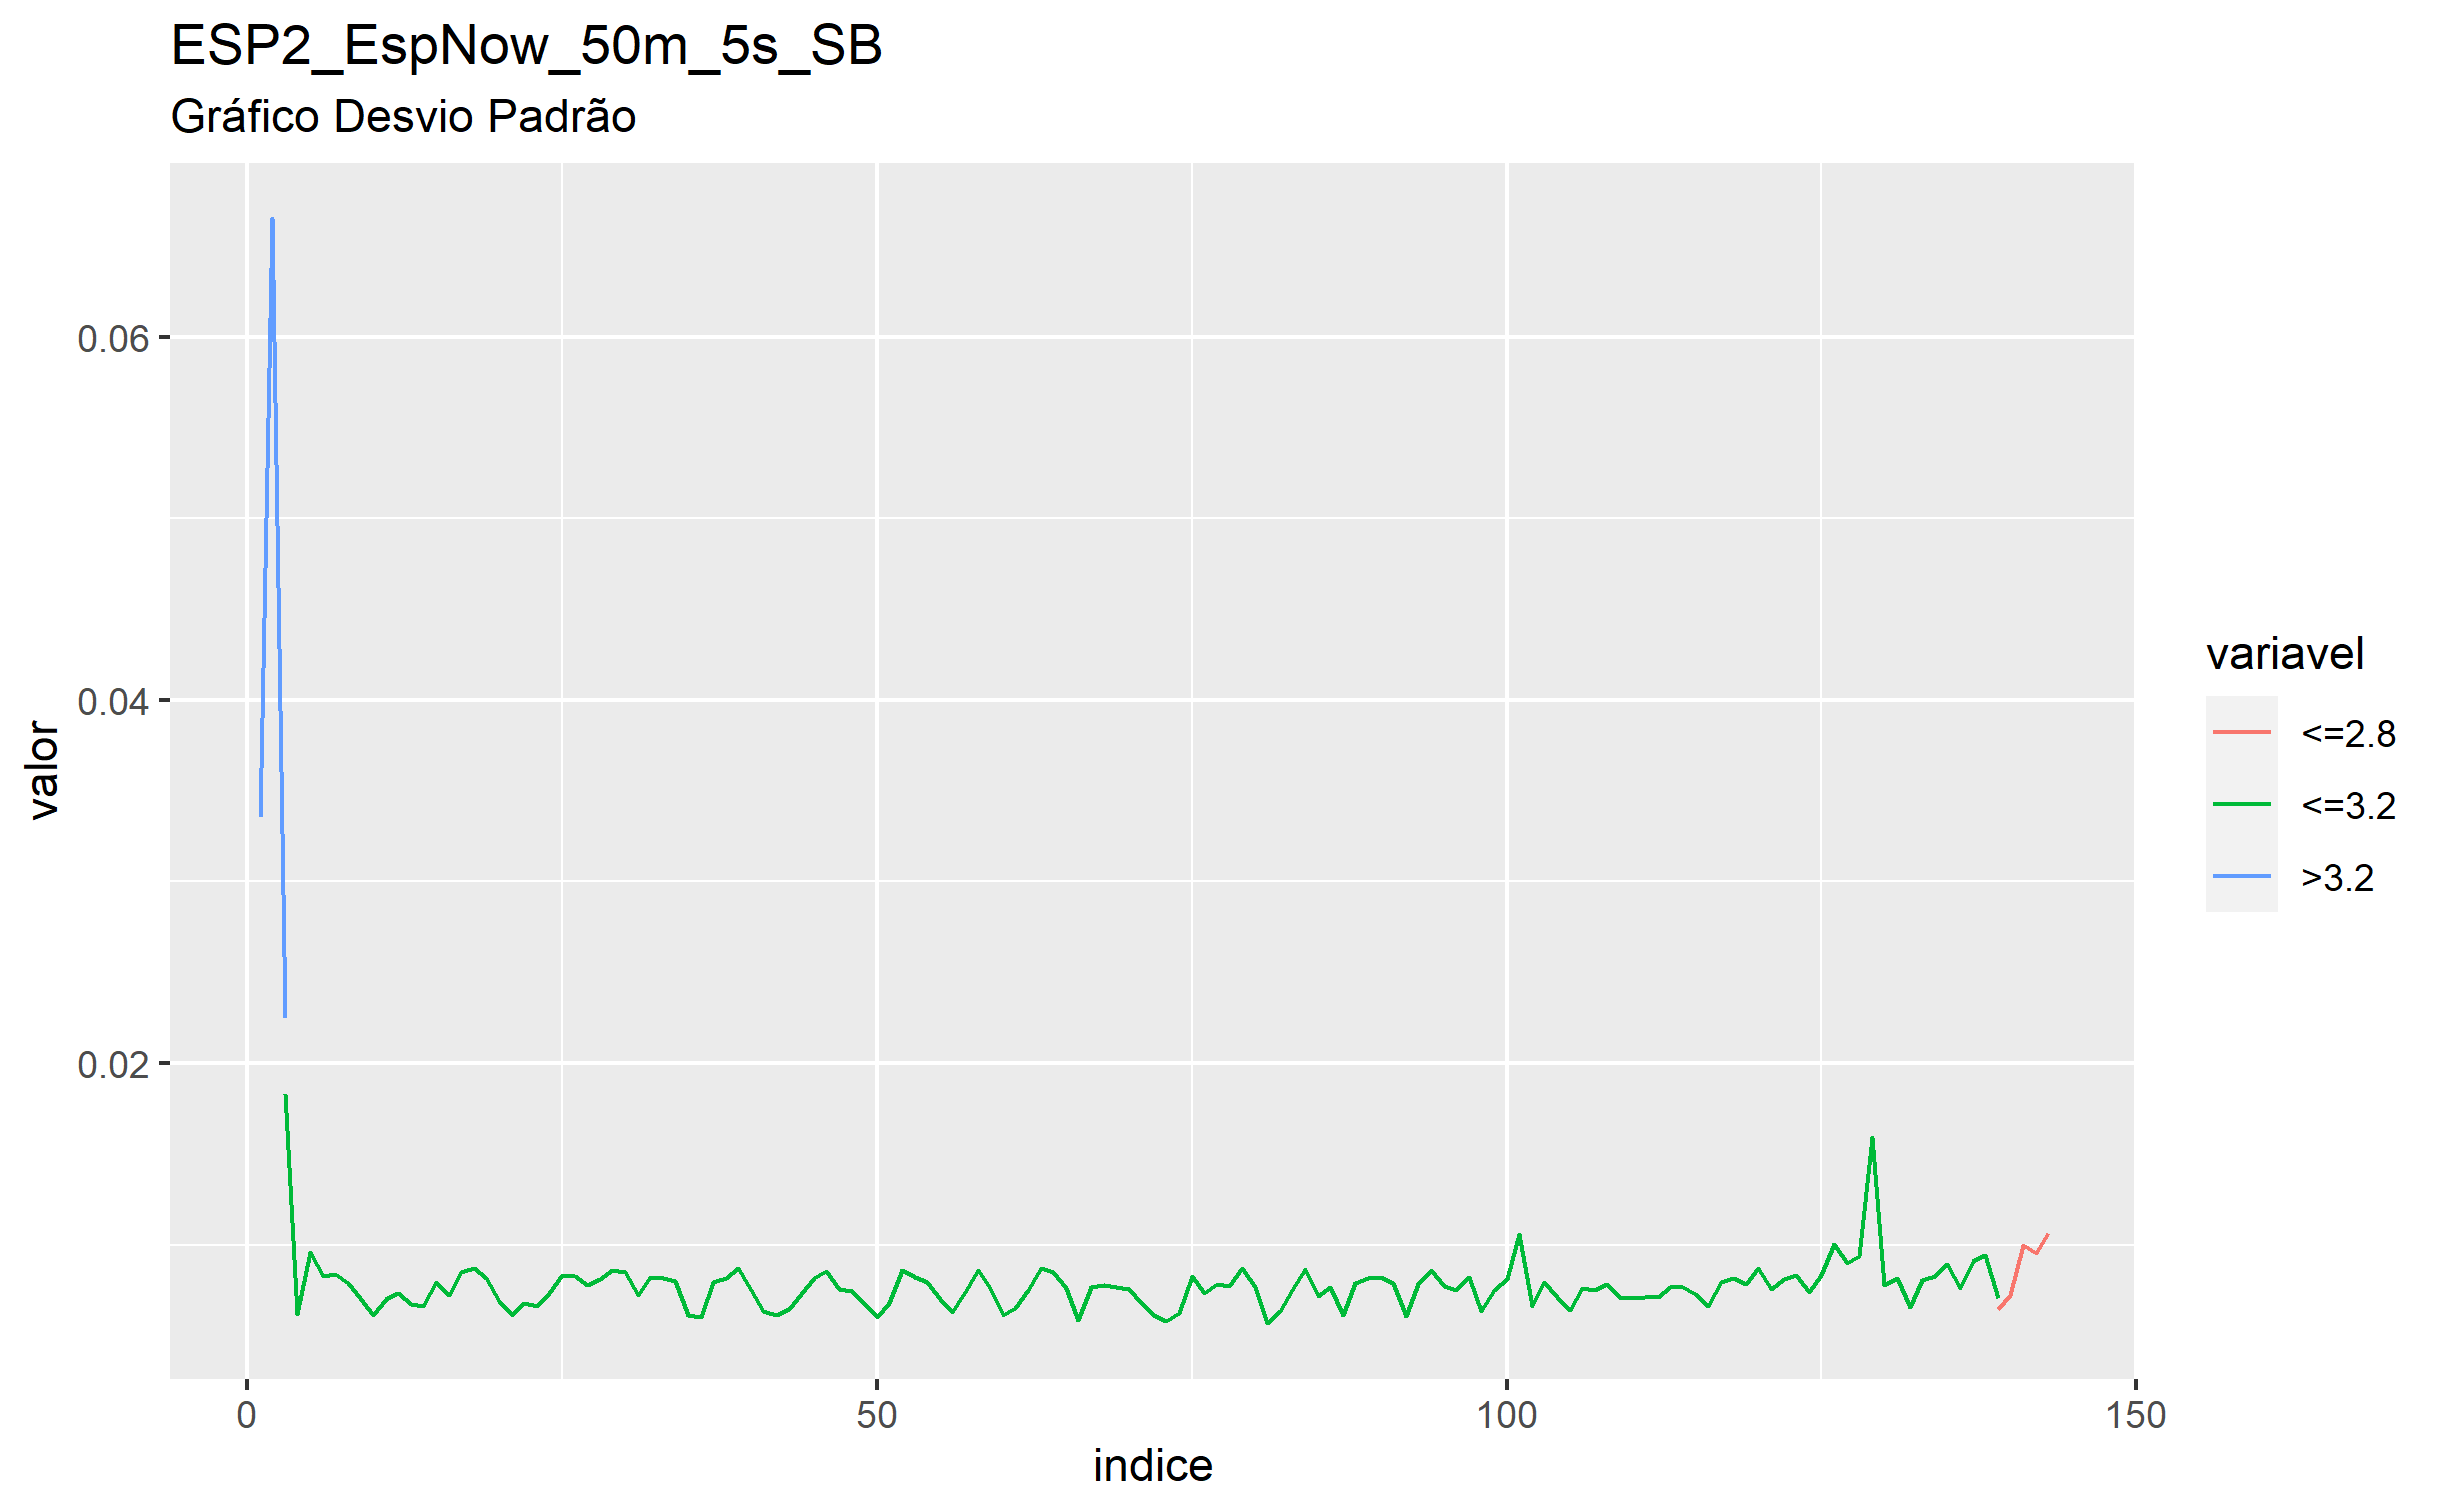 ESP2_EspNow_50m_5s_SB
Gráfico Desvio Padrão
valor
0.06
0.04
0.02
0
50
100
150
indice
variavel
<=2.8
<=3.2
>3.2